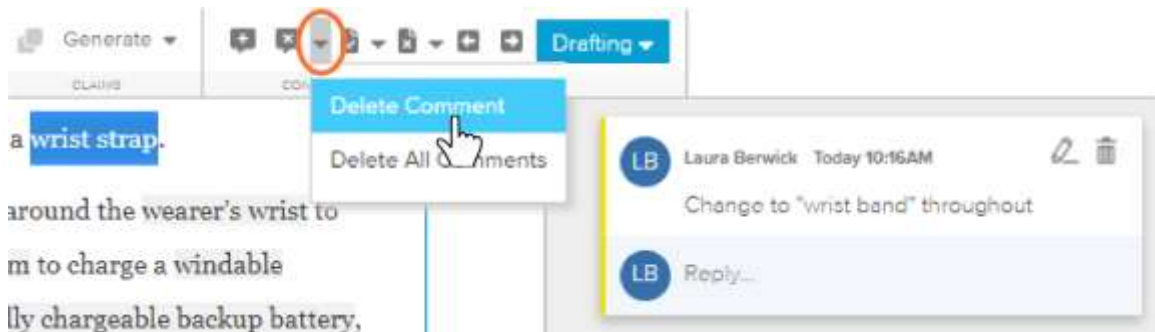 Generate
Drafting
CLAIMS
Delete Comment
Delete All Comments
a wrist strap.
around the wearer's wrist to
m to charge a windable
lly chargeable backup battery,
LB Laura Berwick Today 10:16AM
Change to "wrist band" throughout
LB Reply...